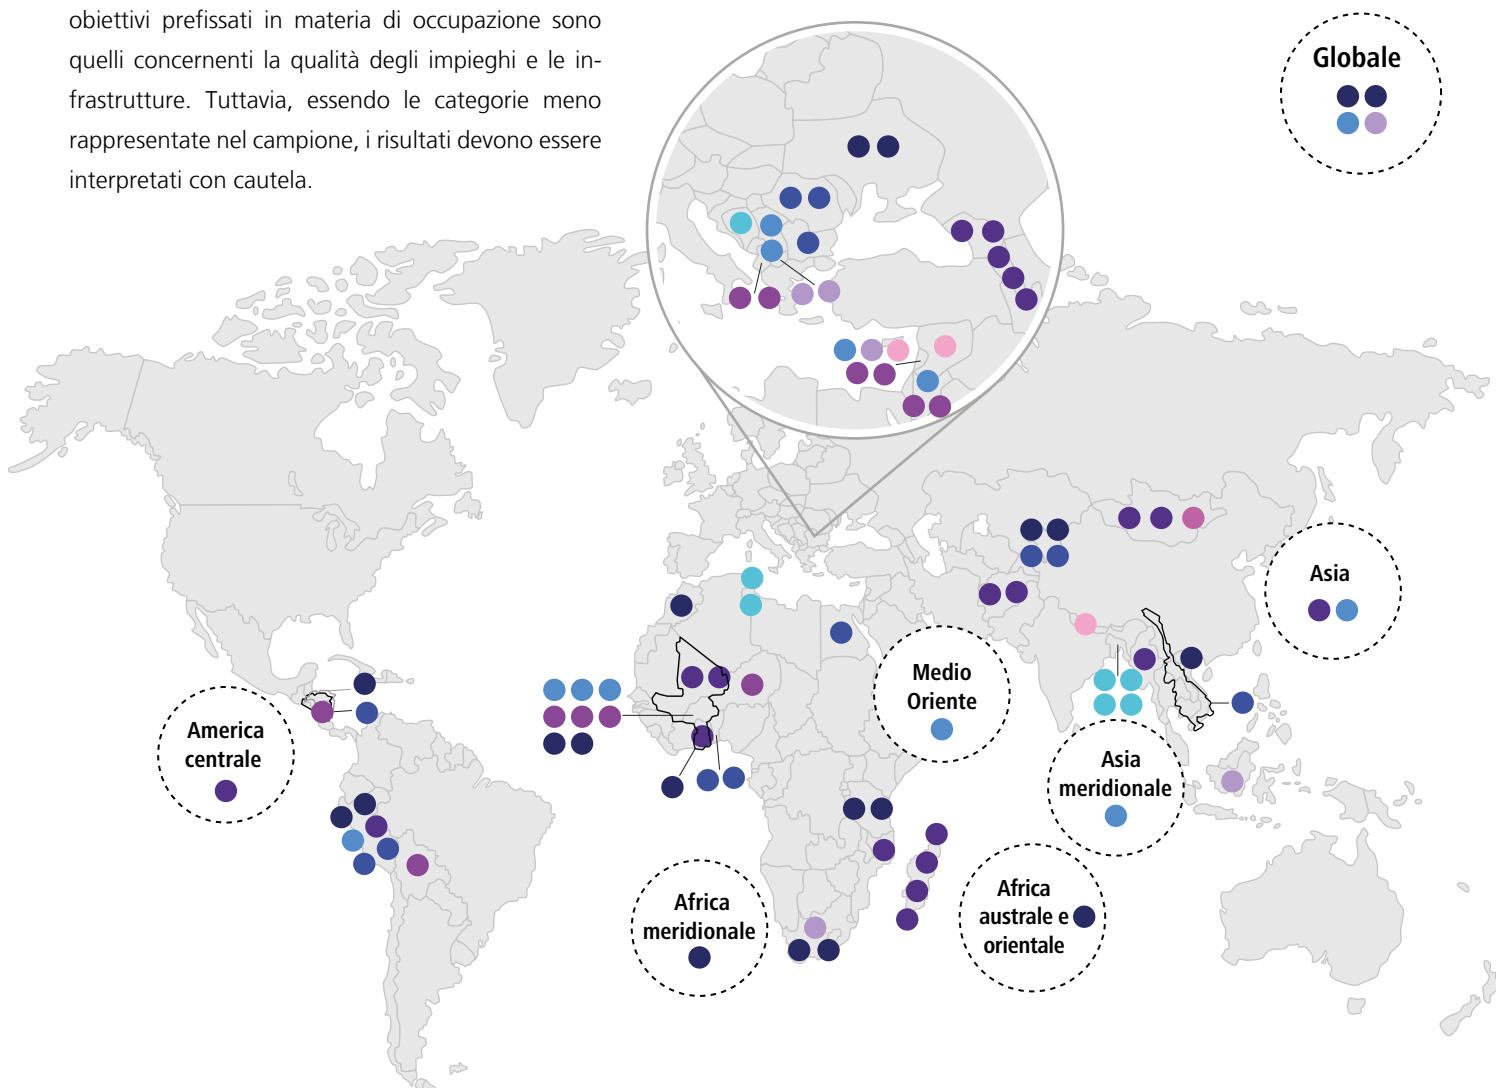 obiettivi prefissati in materia di occupazione sono
quelli concernenti la qualità degli impieghi e le in-
frastrutture. Tuttavia, essendo le categorie meno
rappresentate nel campione, i risultati devono essere
interpretati con cautela.
Globale
Asia
Medio
Oriente
America
centrale
Asia
meridionale
Africa
meridionale
Africa
australe e
orientale